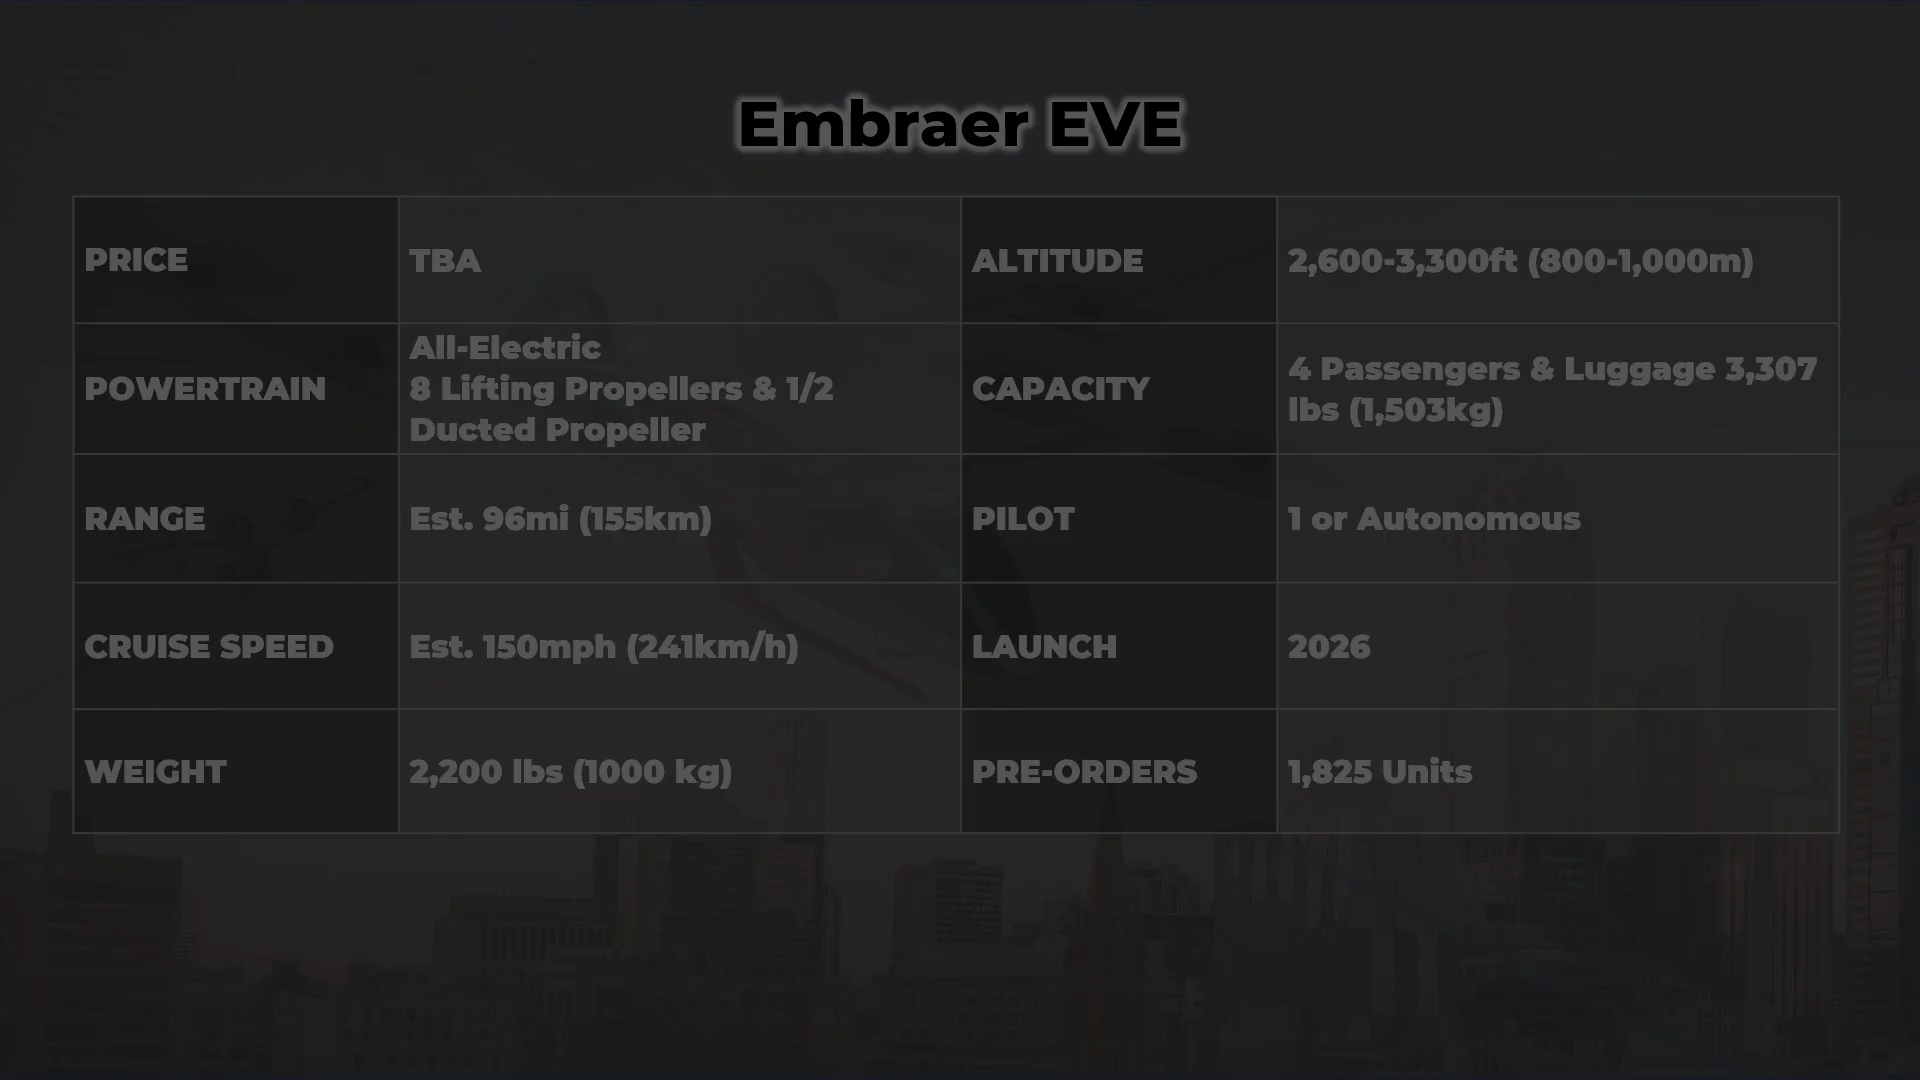 Embraer EVE
PRICE
TBA
ALTITUDE
2,600-3,300ft (800-1,000m)
POWERTRAIN
All-Electric
8 Lifting Propellers & 1/2
Ducted Propeller
CAPACITY
4 Passengers & Luggage 3,307
lbs (1,503kg)
RANGE
Est. 96mi (155km)
PILOT
1 or Autonomous
CRUISE SPEED
Est. 150mph (241km/h)
LAUNCH
2026
WEIGHT
2,200 lbs (1000 kg)
PRE-ORDERS
1,825 Units